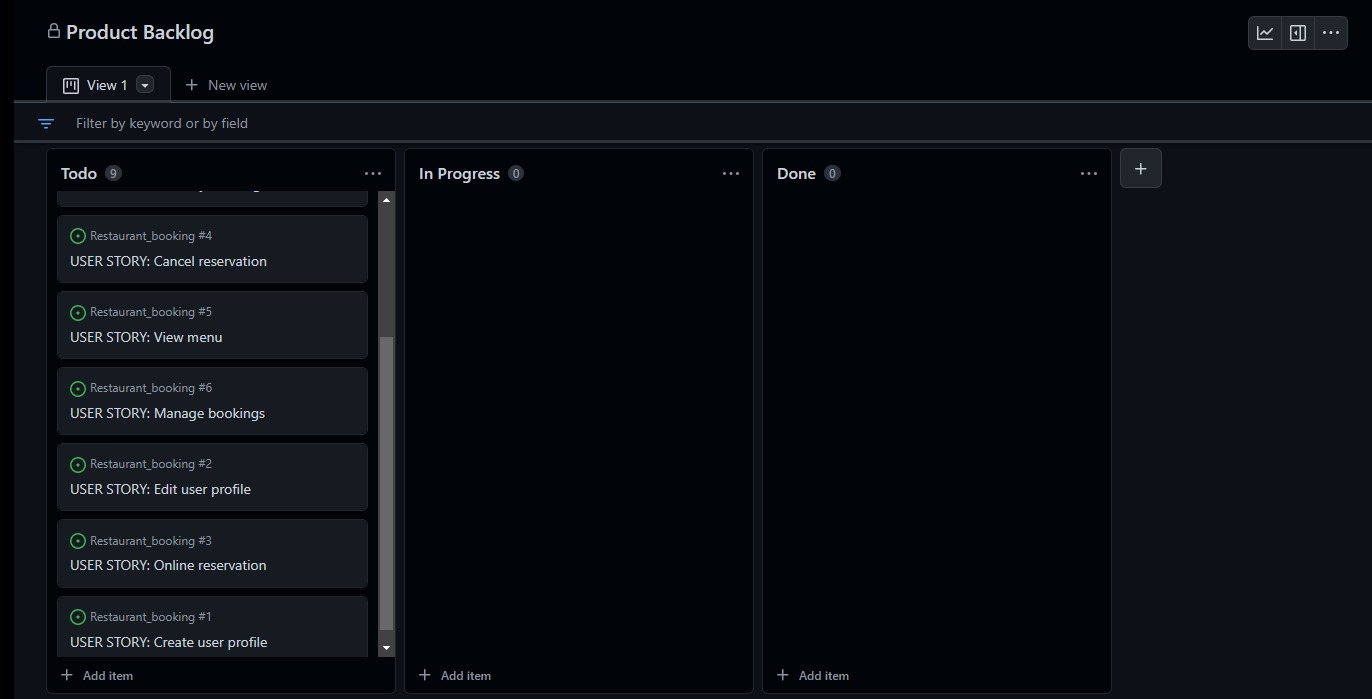 Product Backlog
View 1
New view
Filter by keyword or by field
Todo 9
Restaurant_booking #4
USER STORY: Cancel reservation
Restaurant_booking #5
USER STORY: View menu
Restaurant_booking #6
USER STORY: Manage bookings
Restaurant_booking #2
USER STORY: Edit user profile
Restaurant_booking #3
USER STORY: Online reservation
Restaurant_booking #1
USER STORY: Create user profile
Add item
In Progress 0
Add item
Done 0
Add item